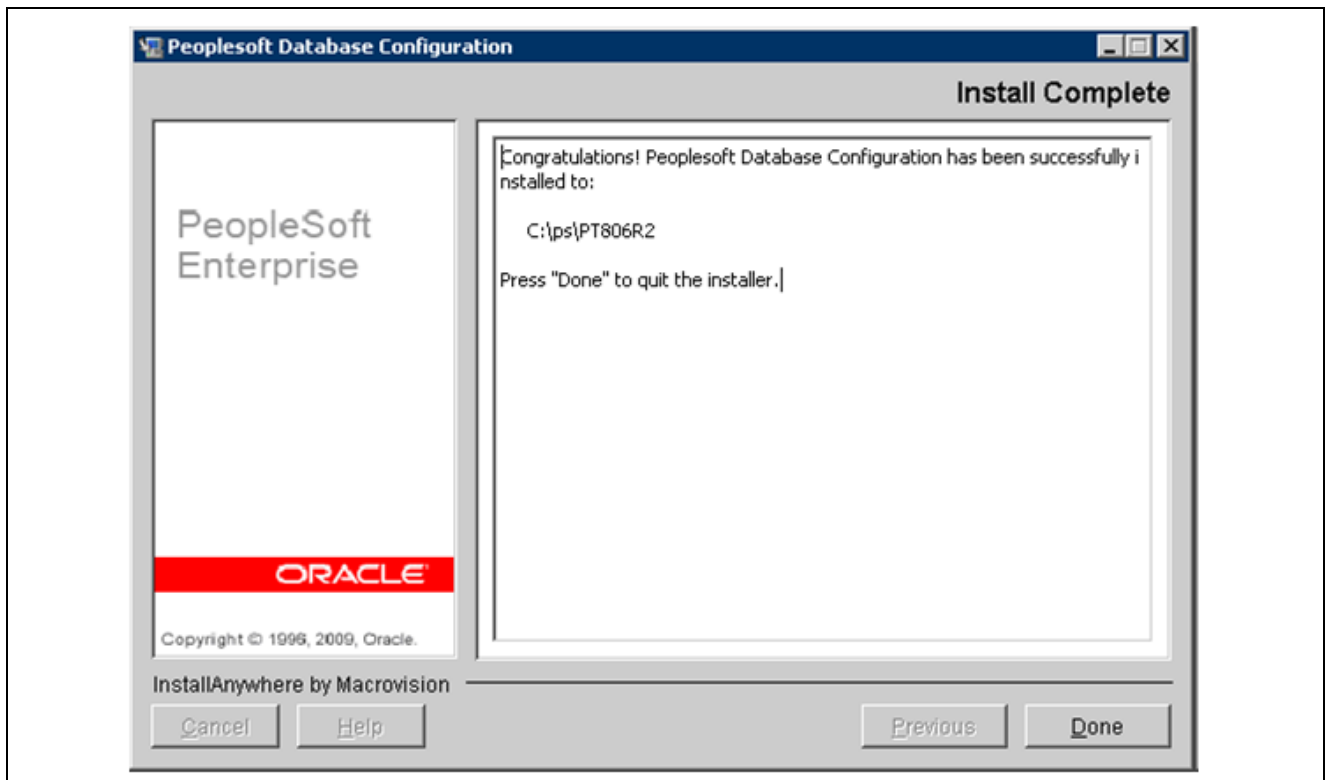 Peoplesoft Database Configuration
Install Complete
PeopleSoft
Enterprise
ORACLE
Copyright © 1996, 2009, Oracle.
Congratulations! Peoplesoft Database Configuration has been successfully i
nstalled to:
C:\ps\PT806R2
Press "Done" to quit the installer.
InstallAnywhere by Macrovision
Cancel
Help
Previous
Done